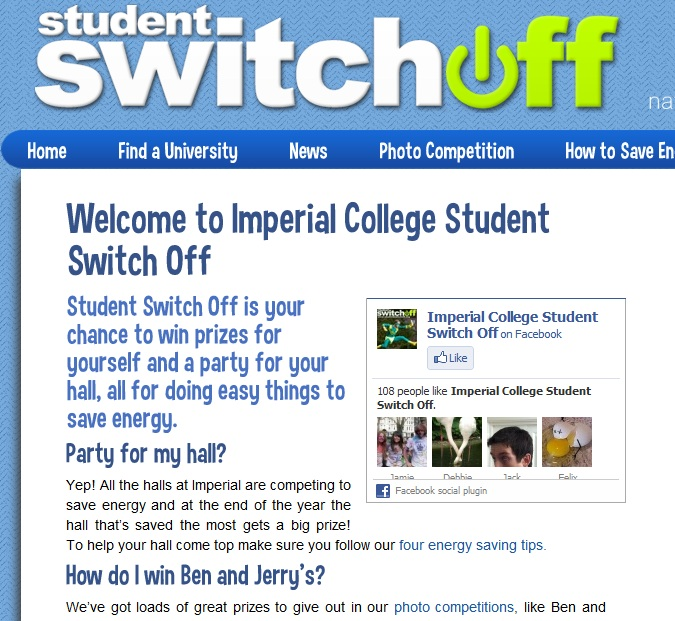 student
switchoff
na
Home Find a University News Photo Competition How to Save En
Welcome to Imperial College Student
Switch Off
Student Switch Off is your
chance to win prizes for
yourself and a party for your
hall, all for doing easy things to
save energy.
switchoff
Imperial College Student
Switch Off on Facebook
Like
108 people like Imperial College Student
Switch Off.
Jamie Debbie Jack Felix
Facebook social plugin
Party for my hall?
Yep! All the halls at Imperial are competing to
save energy and at the end of the year the
hall that's saved the most gets a big prize!
To help your hall come top make sure you follow our four energy saving tips.
How do I win Ben and Jerry's?
We've got loads of great prizes to give out in our photo competitions, like Ben and